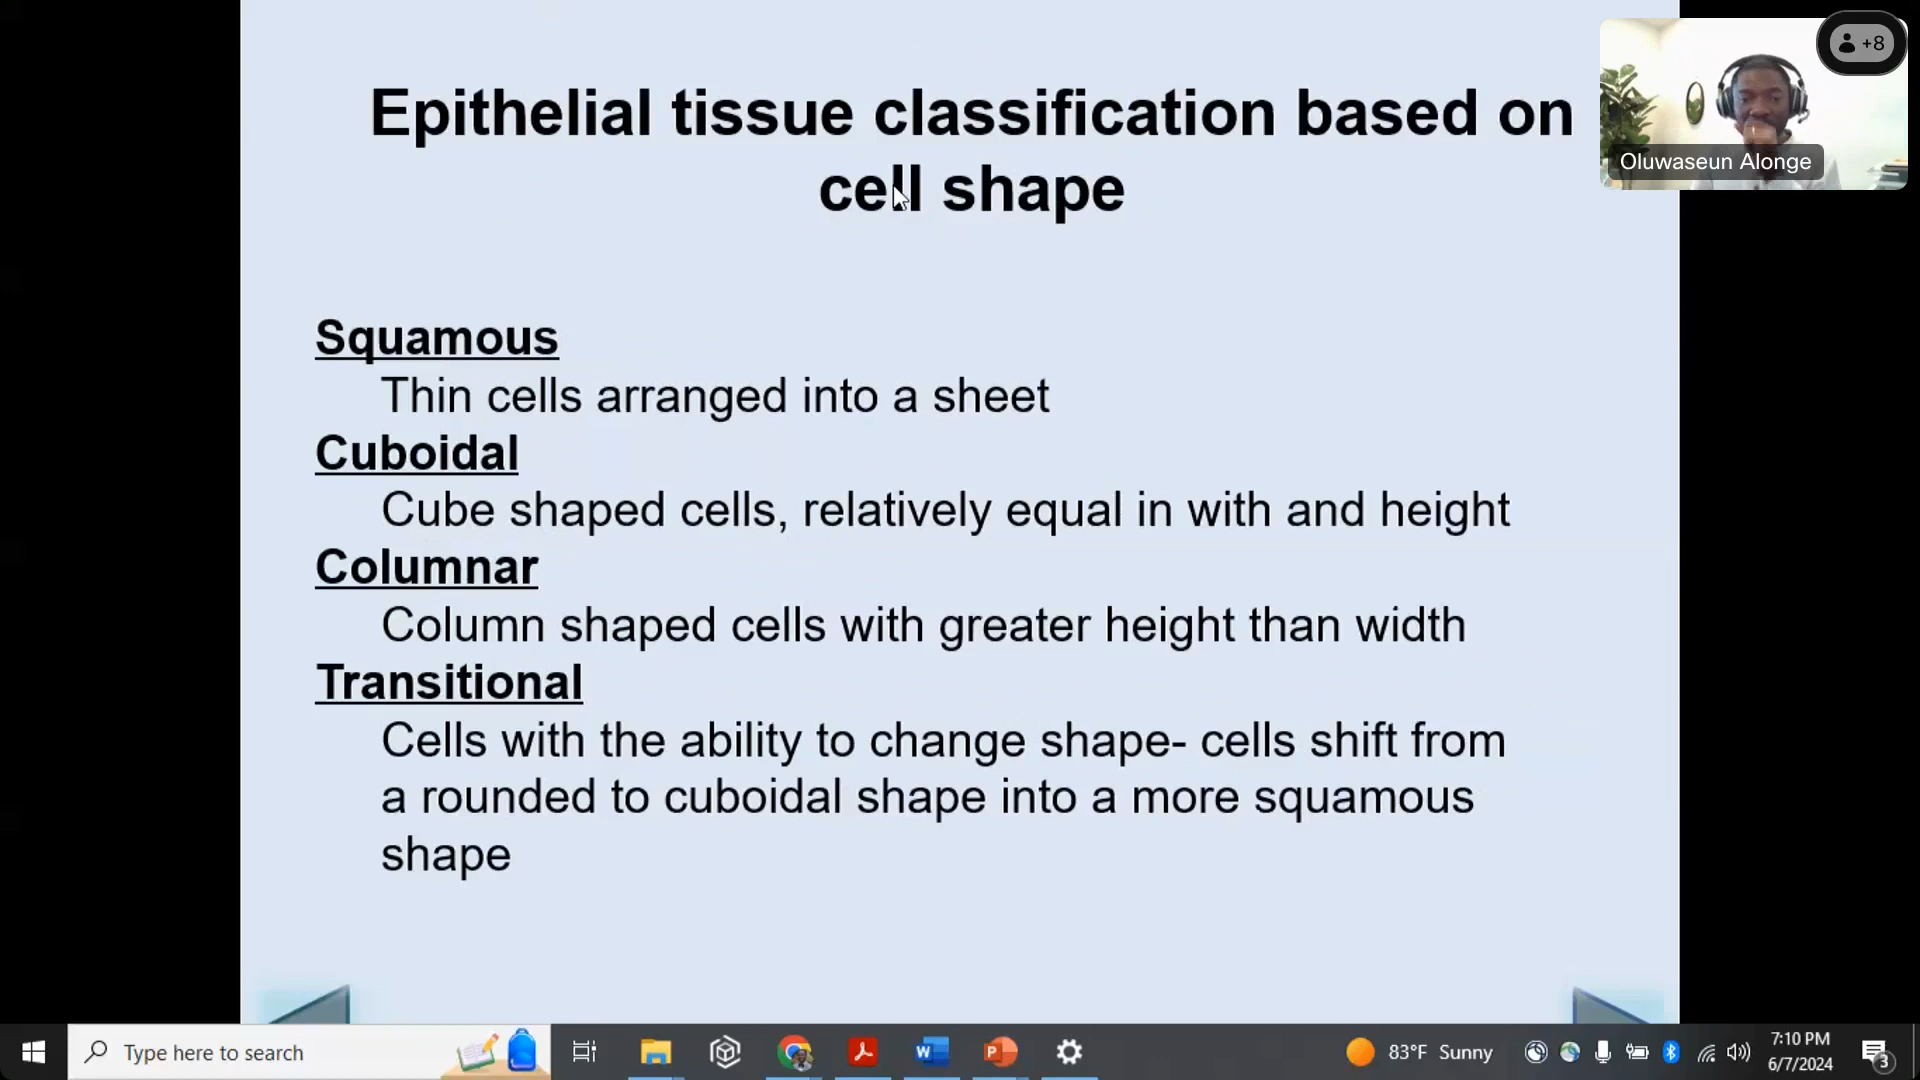 Epithelial tissue classification based on
cell shape
+8
Oluwaseun Alonge
Squamous
Thin cells arranged into a sheet
Cuboidal
Cube shaped cells, relatively equal in with and height
Columnar
Column shaped cells with greater height than width
Transitional
Cells with the ability to change shape- cells shift from
a rounded to cuboidal shape into a more squamous
shape
Type here to search
W
P
83°F Sunny
7:10 PM
6/7/2024
3